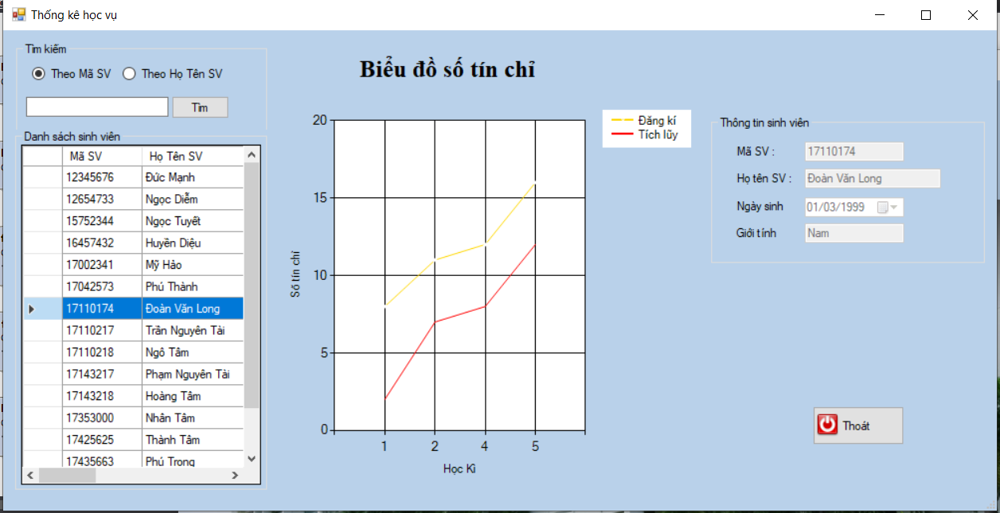 Thống kê học vụ
Tìm kiếm
Theo Mã SV
Theo Họ Tên SV
Tìm
Danh sách sinh viên
Mã SV Họ Tên SV
12345676 Đức Mạnh
12654733 Ngọc Diễm
15752344 Ngọc Tuyết
16457432 Huyền Diệu
17002341 Mỹ Hảo
17042573 Phú Thành
17110174 Đoàn Văn Long
17110217 Trần Nguyên Tài
17110218 Ngô Tâm
17143217 Phạm Nguyên Tài
17143218 Hoàng Tâm
17353000 Nhân Tâm
17425625 Thành Tâm
17435663 Phú Trọng
Biểu đồ số tín chỉ
20
15
10
5
0
Số tín chỉ
1 2 4 5
Học Kì
Đăng kí
Tích lũy
Thông tin sinh viên
Mã SV : 17110174
Họ tên SV : Đoàn Văn Long
Ngày sinh 01/03/1999
Giới tính Nam
Thoát